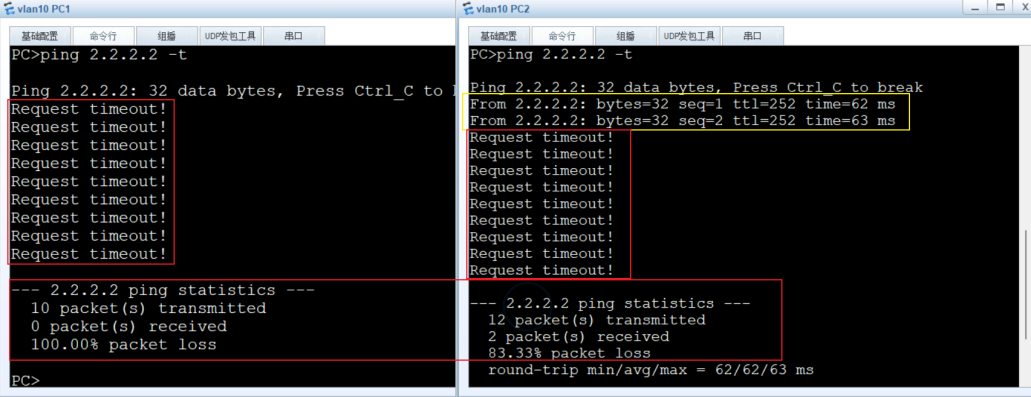 vlan10 PC1
基础配置 命令行 组播 UDP发包工具 串口
PC>ping 2.2.2.2 -t
Ping 2.2.2.2: 32 data bytes, Press Ctrl_C to
Request timeout!
Request timeout!
Request timeout!
Request timeout!
Request timeout!
Request timeout!
Request timeout!
Request timeout!
Request timeout!
--- 2.2.2.2 ping statistics ---
10 packet(s) transmitted
0 packet(s) received
100.00% packet loss
PC>
vlan10 PC2
基础配置 命令行 组播 UDP发包工具 串口
PC>ping 2.2.2.2 -t
Ping 2.2.2.2: 32 data bytes, Press Ctrl_C to break
From 2.2.2.2: bytes=32 seq=1 ttl=252 time=62 ms
From 2.2.2.2: bytes=32 seq=2 ttl=252 time=63 ms
Request timeout!
Request timeout!
Request timeout!
Request timeout!
Request timeout!
Request timeout!
Request timeout!
Request timeout!
Request timeout!
--- 2.2.2.2 ping statistics ---
12 packet(s) transmitted
2 packet(s) received
83.33% packet loss
round-trip min/avg/max = 62/62/63 ms